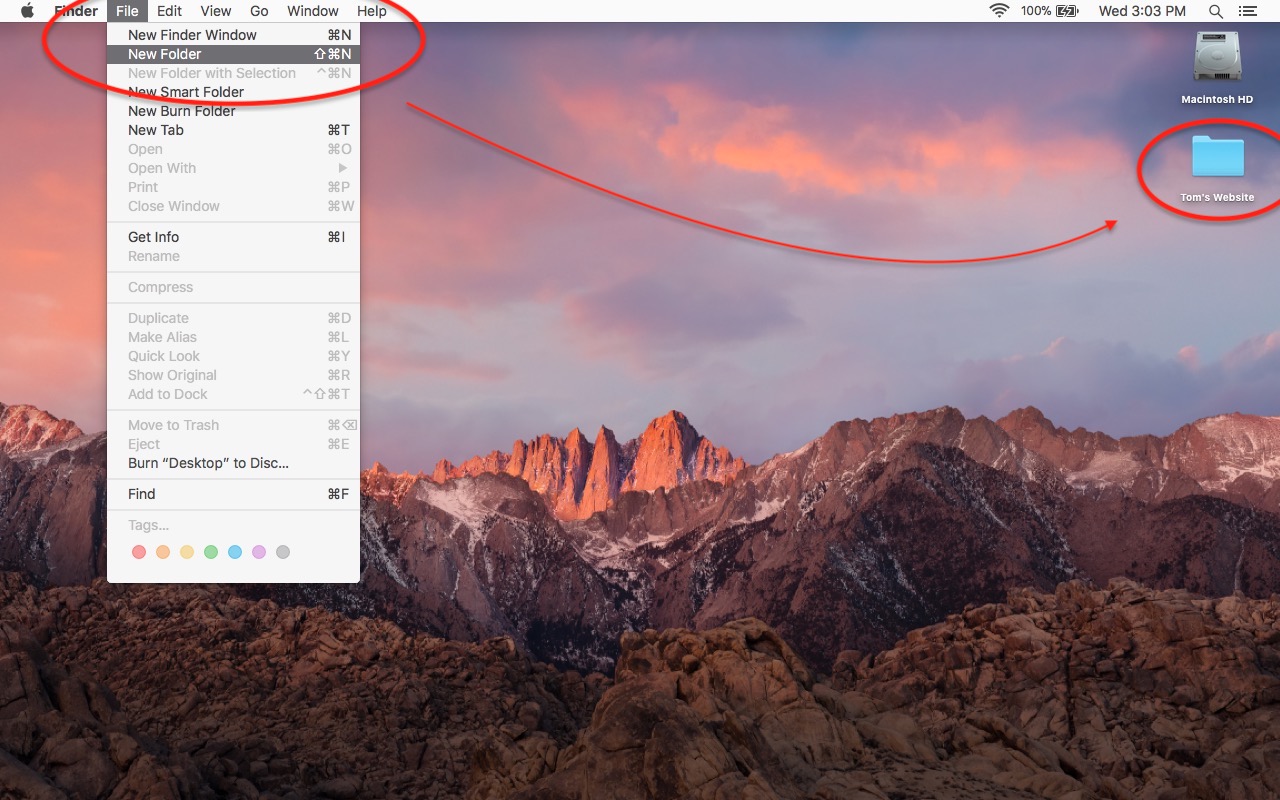 Finder File Edit View Go Window Help 100% Wed 3:03 PM
New Finder Window ⌘N
New Folder ⇧⌘N
New Folder with Selection ^⌘N
New Smart Folder
New Burn Folder
New Tab ⌘T
Open ⌘O
Open With ▶
Print ⌘P
Close Window ⌘W
Get Info ⌘I
Rename
Compress
Duplicate ⌘D
Make Alias ⌘L
Quick Look ⌘Y
Show Original ⌘R
Add to Dock ^⇧⌘T
Move to Trash ⌘⌫
Eject ⌘E
Burn “Desktop” to Disc...
Find ⌘F
Tags...
Macintosh HD
Tom's Website